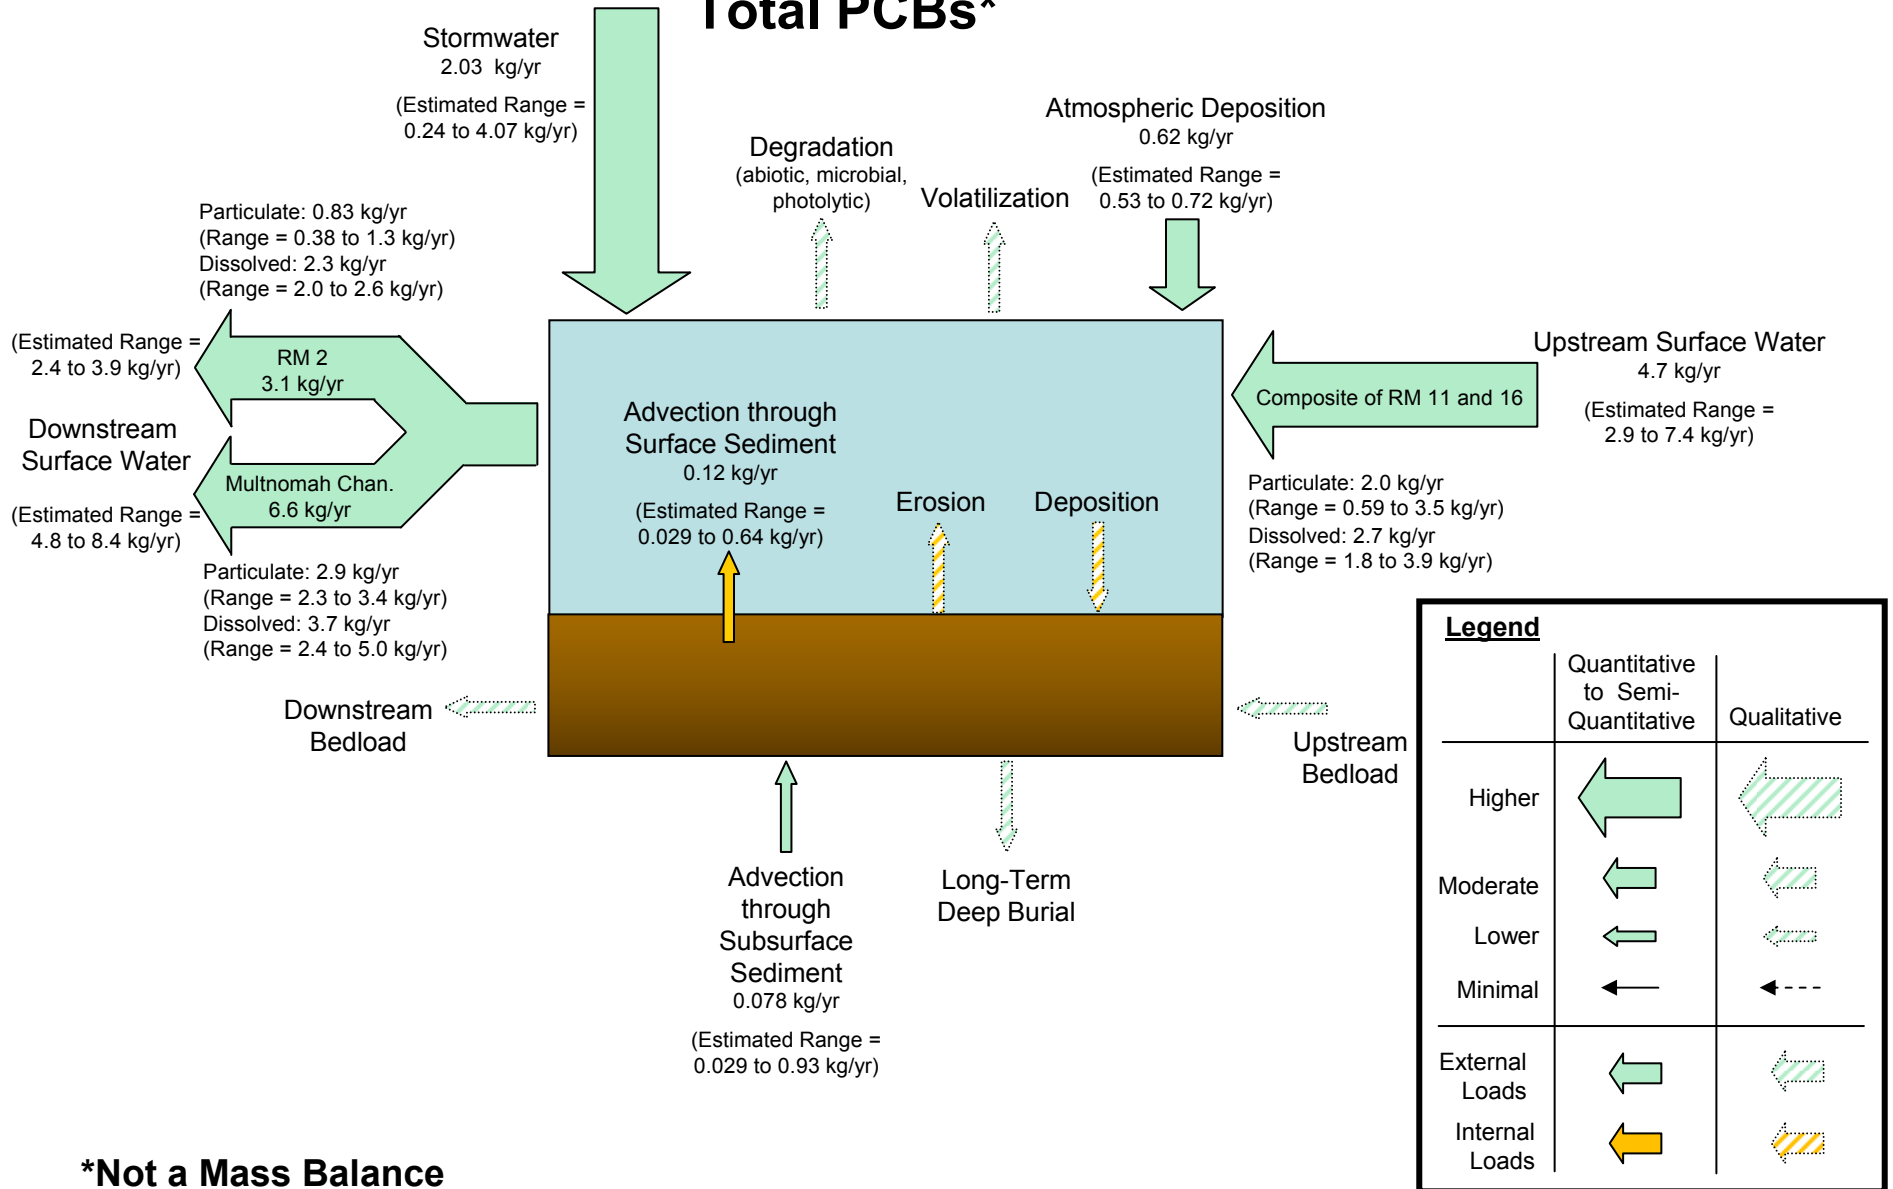 Total PCBs*
Stormwater
2.03 kg/yr
(Estimated Range =
0.24 to 4.07 kg/yr)
Atmospheric Deposition
0.62 kg/yr
(Estimated Range =
0.53 to 0.72 kg/yr)
Degradation
(abiotic, microbial,
photolytic)
Volatilization
Particulate: 0.83 kg/yr
(Range = 0.38 to 1.3 kg/yr)
Dissolved: 2.3 kg/yr
(Range = 2.0 to 2.6 kg/yr)
(Estimated Range =
2.4 to 3.9 kg/yr)
RM 2
3.1 kg/yr
Downstream
Surface Water
Multnomah Chan.
6.6 kg/yr
(Estimated Range =
4.8 to 8.4 kg/yr)
Particulate: 2.9 kg/yr
(Range = 2.3 to 3.4 kg/yr)
Dissolved: 3.7 kg/yr
(Range = 2.4 to 5.0 kg/yr)
Advection through
Surface Sediment
0.12 kg/yr
(Estimated Range =
0.029 to 0.64 kg/yr)
Erosion
Deposition
Upstream Surface Water
4.7 kg/yr
(Estimated Range =
2.9 to 7.4 kg/yr)
Composite of RM 11 and 16
Particulate: 2.0 kg/yr
(Range = 0.59 to 3.5 kg/yr)
Dissolved: 2.7 kg/yr
(Range = 1.8 to 3.9 kg/yr)
Downstream
Bedload
Upstream
Bedload
Advection
through
Subsurface
Sediment
0.078 kg/yr
(Estimated Range =
0.029 to 0.93 kg/yr)
Long-Term
Deep Burial
Legend
Quantitative
to Semi-
Quantitative
Qualitative
Higher
Moderate
Lower
Minimal
External
Loads
Internal
Loads
*Not a Mass Balance